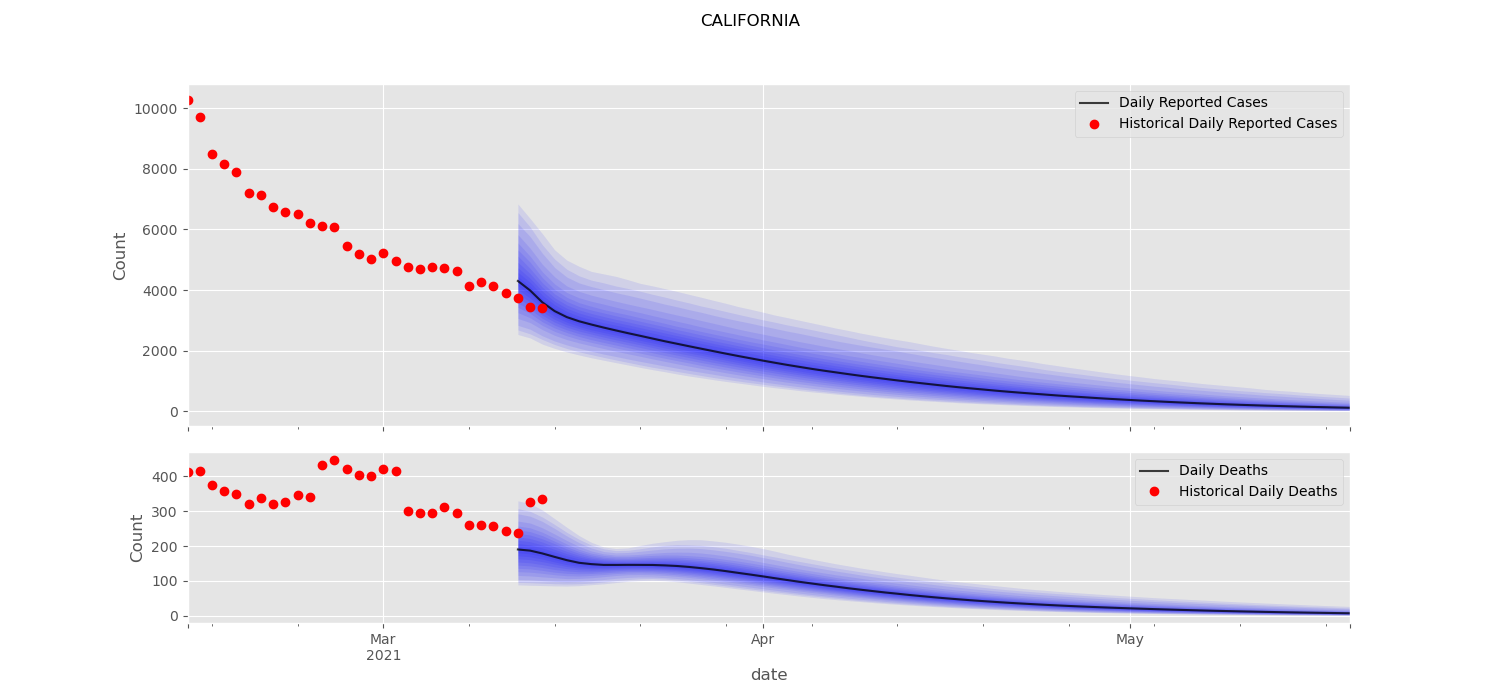 CALIFORNIA
10000
8000
6000
4000
2000
0
Count
Daily Reported Cases
Historical Daily Reported Cases
400
300
200
100
0
Count
Daily Deaths
Historical Daily Deaths
Mar
2021
Apr
May
date